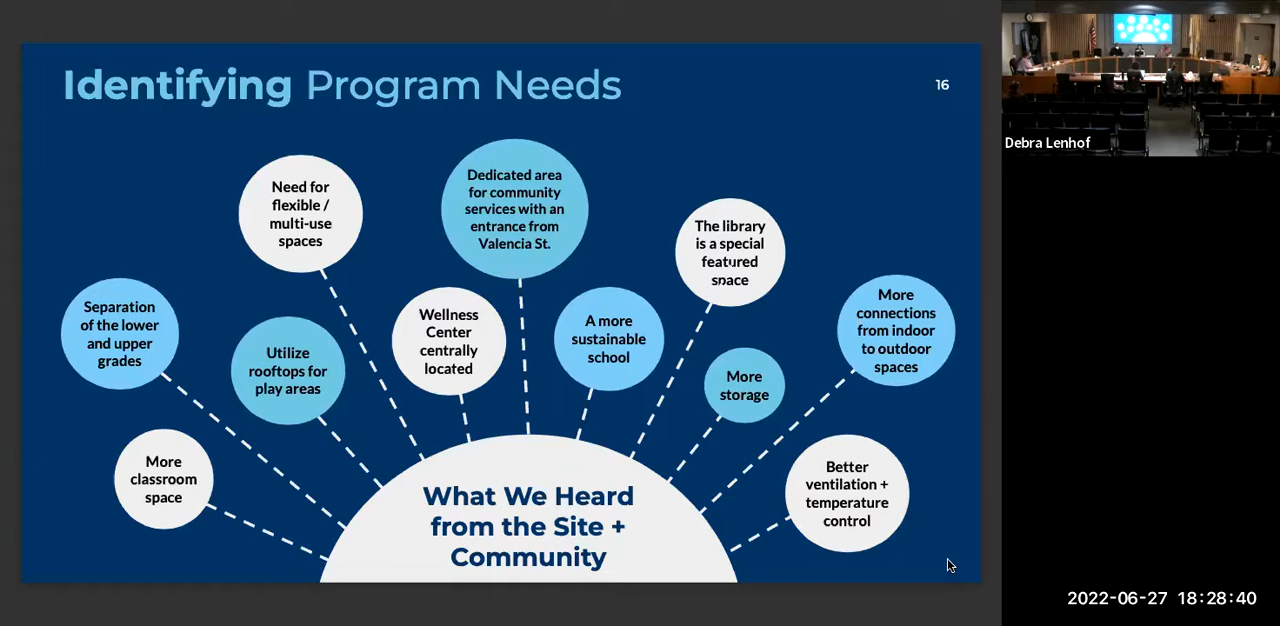 Identifying Program Needs
16
Need for
flexible /
multi-use
spaces
Dedicated area
for community
services with an
entrance from
Valencia St.
The library
is a special
featured
space
Separation
of the lower
and upper
grades
Utilize
rooftops for
play areas
Wellness
Center
centrally
located
A more
sustainable
school
More
storage
More
connections
from indoor
to outdoor
spaces
More
classroom
space
Better
ventilation +
temperature
control
What We Heard
from the Site +
Community
Debra Lenhof
2022-06-27 18:28:40